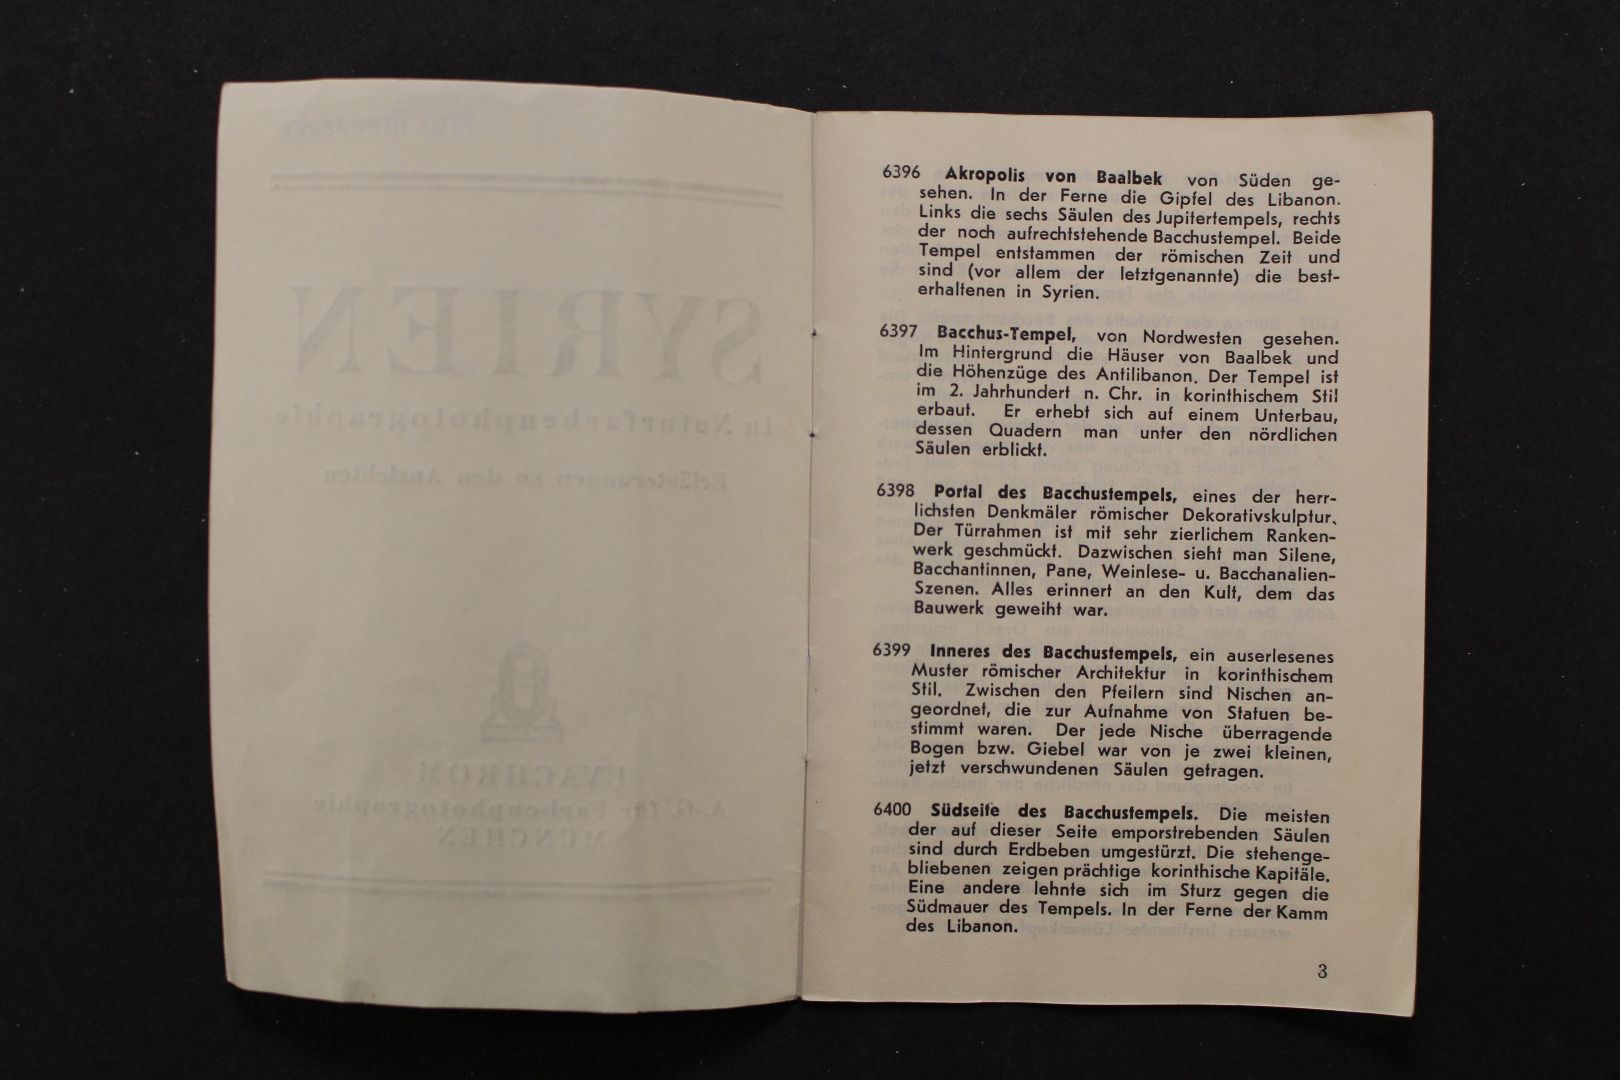 SYRIEN
in Naturfarbenphotographie
Erläuterungen zu den Ansichten
UVACHROM
A.-G. für Farbenphotographie
MÜNCHEN
6396 Akropolis von Baalbek von Süden ge-
sehen. In der Ferne die Gipfel des Libanon.
Links die sechs Säulen des Jupitertempels, rechts
der noch aufrechtstehende Bacchustempel. Beide
Tempel entstammen der römischen Zeit und
sind (vor allem der letztgenannte) die best-
erhaltenen in Syrien.
6397 Bacchus-Tempel, von Nordwesten gesehen.
Im Hintergrund die Häuser von Baalbek und
die Höhenzüge des Antilibanon. Der Tempel ist
im 2. Jahrhundert n. Chr. in korinthischem Stil
erbaut. Er erhebt sich auf einem Unterbau,
dessen Quadern man unter den nördlichen
Säulen erblickt.
6398 Portal des Bacchustempels, eines der herr-
lichsten Denkmäler römischer Dekorativskulptur.
Der Türrahmen ist mit sehr zierlichem Ranken-
werk geschmückt. Dazwischen sieht man Silene,
Bacchantinnen, Pane, Weinlese- u. Bacchanalien-
Szenen. Alles erinnert an den Kult, dem das
Bauwerk geweiht war.
6399 Inneres des Bacchustempels, ein auserlesenes
Muster römischer Architektur in korinthischem
Stil. Zwischen den Pfeilern sind Nischen an-
geordnet, die zur Aufnahme von Statuen be-
stimmt waren. Der jede Nische überragende
Bogen bzw. Giebel war von je zwei kleinen,
jetzt verschwundenen Säulen getragen.
6400 Südseite des Bacchustempels. Die meisten
der auf dieser Seite emporstrebenden Säulen
sind durch Erdbeben umgestürzt. Die stehenge-
bliebenen zeigen prächtige korinthische Kapitäle.
Eine andere lehnte sich im Sturz gegen die
Südmauer des Tempels. In der Ferne der Kamm
des Libanon.
3